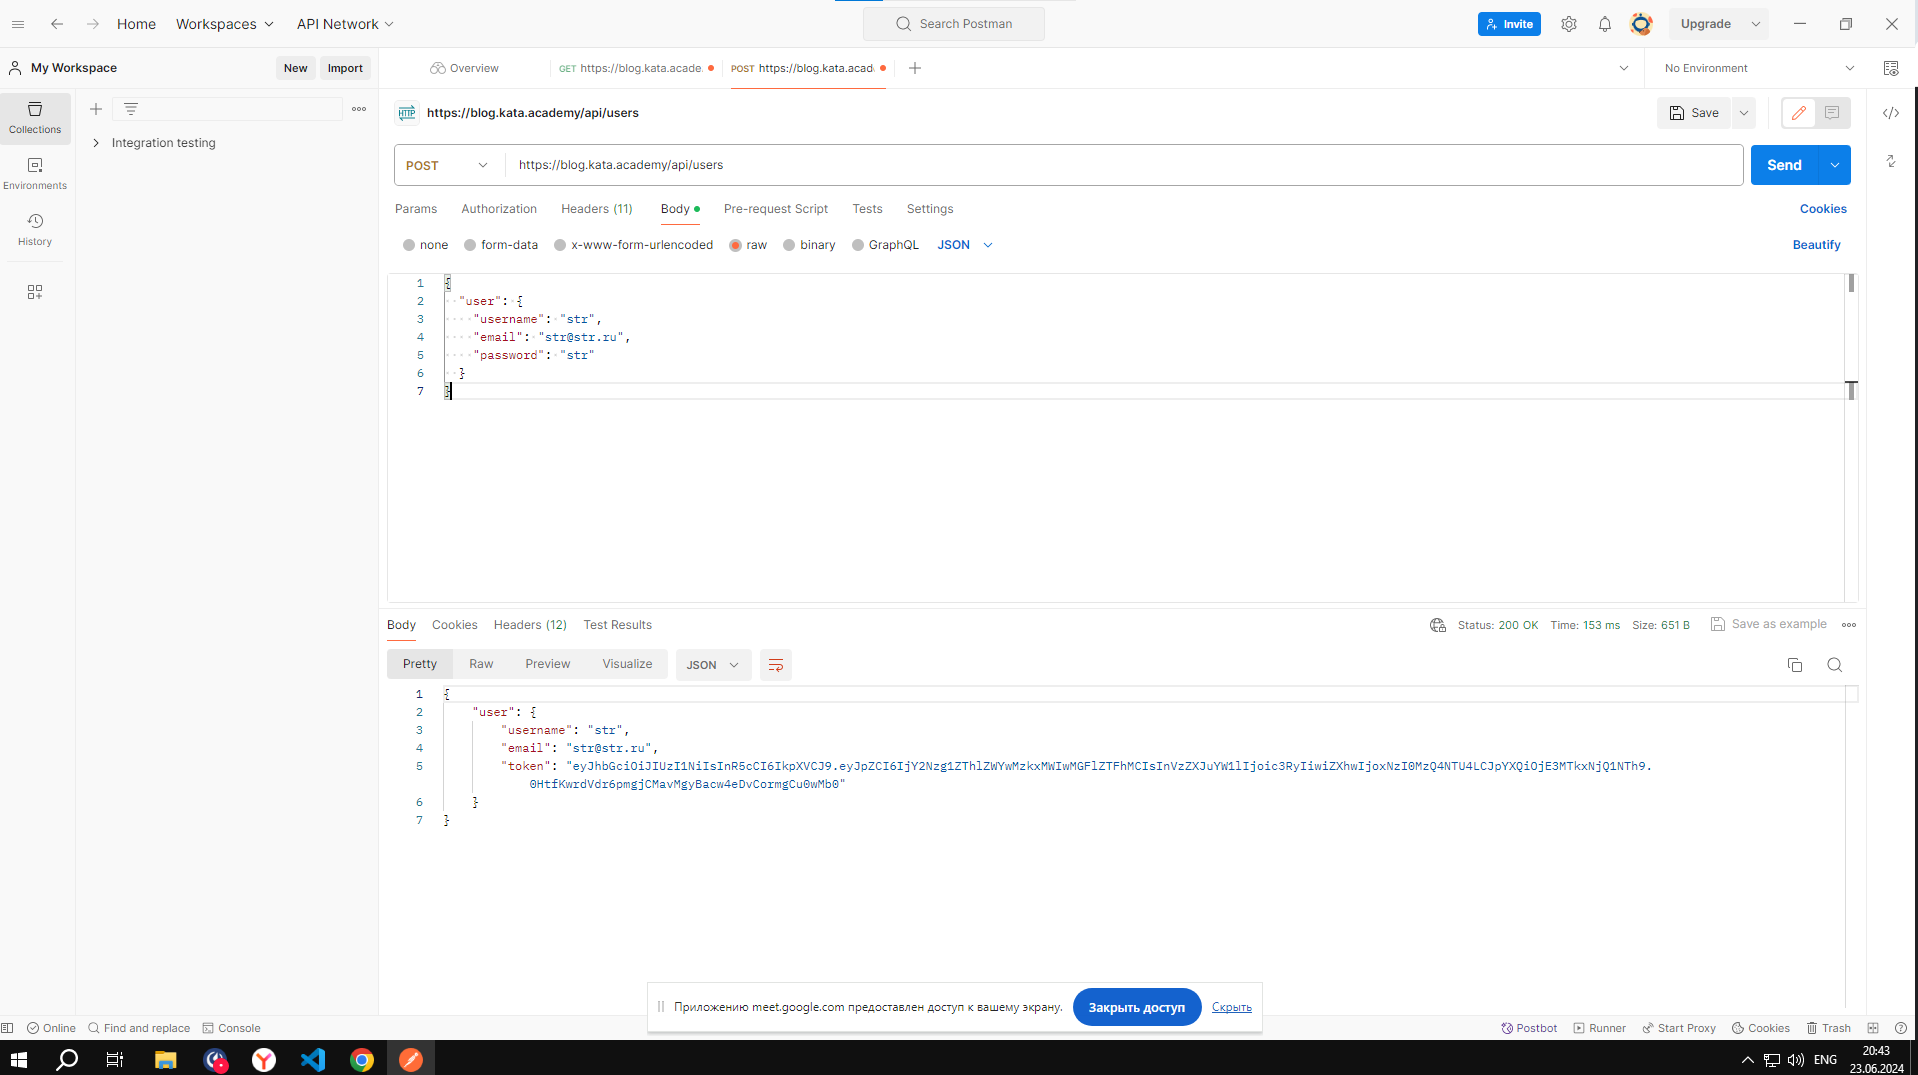 Home
Workspaces
API Network
Search Postman
Invite
Upgrade
My Workspace
New
Import
Overview
GET https://blog.kata.acade.
POST https://blog.kata.acad.
No Environment
Collections
Integration testing
Environments
History
HTTP
https://blog.kata.academy/api/users
Save
POST
https://blog.kata.academy/api/users
Send
Params
Authorization
Headers (11)
Body
Pre-request Script
Tests
Settings
Cookies
none
form-data
x-www-form-urlencoded
raw
binary
GraphQL
JSON
Beautify
1 {
2 "user": {
3 "username": "str",
4 "email": "str@str.ru",
5 "password": "str"
6 }
7 }
Body
Cookies
Headers (12)
Test Results
Status: 200 OK
Time: 153 ms
Size: 651 B
Save as example
Pretty
Raw
Preview
Visualize
JSON
1 {
2 "user": {
3 "username": "str",
4 "email": "str@str.ru",
5 "token": "eyJhbGciOiJIUzI1NiIsInR5cCI6IkpXVCJ9.eyJpZCI6IjY2Nzg1ZThlZWYwMzkxMWIwMGFlZTFhMCIsInVzZXJuYW1lIjoic3RyIiwiZXhwIjoxNzI0MzQ4NTU4LCJpYXQiOjE3MTkxNjQ1NTh9.
0HtfKwrdVdr6pmgjCMavMgyBacw4eDvCormgCu0wMb0"
6 }
7 }
Приложению meet.google.com предоставлен доступ к вашему экрану.
Закрыть доступ
Скрыть
Online
Find and replace
Console
Postbot
Runner
Start Proxy
Cookies
Trash
ENG
20:43
23.06.2024